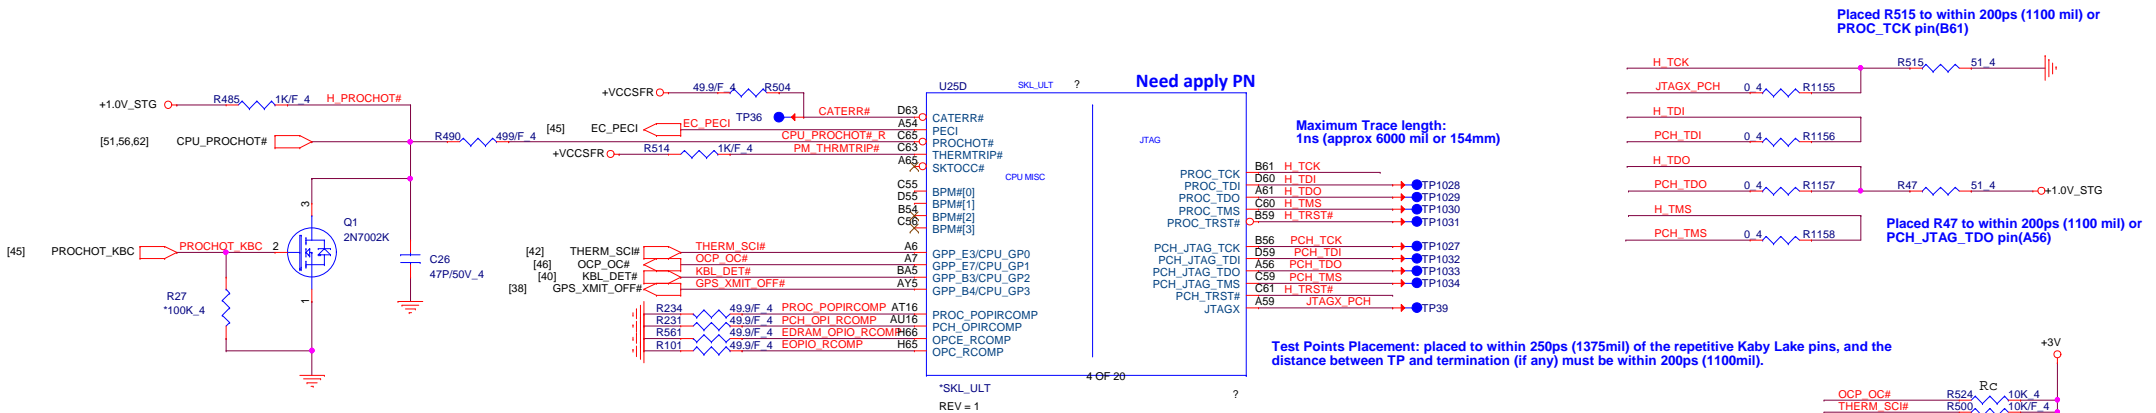 Placed R515 to within 200ps (1100 mil) or
PROC_TCK pin(B61)
+1.0V_STG R485 1K/F_4 H_PROCHOT#
[51,56,62] CPU_PROCHOT#
R490 499/F_4
3
Q1
2N7002K
[45] PROCHOT_KBC PROCHOT_KBC 2
1
R27
*100K_4
C26
47P/50V_4
+VCCSFR 49.9/F_4 R504
TP36 CATERR# D63
[45] EC_PECI EC_PECI A54
CPU_PROCHOT#_R C65
+VCCSFR R514 1K/F_4 PM_THRMTRIP# C63
A65
C55
D55
B54
C56
[42] THERM_SCI# THERM_SCI# A6
[46] OCP_OC# OCP_OC# A7
[40] KBL_DET# KBL_DET# BA5
[38] GPS_XMIT_OFF# GPS_XMIT_OFF# AY5
R234 49.9/F_4 PROC_POPIRCOMP AT16
R231 49.9/F_4 PCH_OPI_RCOMP AU16
R561 49.9/F_4 EDRAM_OPIO_RCOMP H66
R101 49.9/F_4 EOPIO_RCOMP H65
U25D SKL_ULT ?
Need apply PN
CATERR#
PECI
PROCHOT#
THERMTRIP#
SKTOCC#
CPU MISC
BPM#[0]
BPM#[1]
BPM#[2]
BPM#[3]
GPP_E3/CPU_GP0
GPP_E7/CPU_GP1
GPP_B3/CPU_GP2
GPP_B4/CPU_GP3
PROC_POPIRCOMP
PCH_OPIRCOMP
OPCE_RCOMP
OPC_RCOMP
JTAG
PROC_TCK B61 H_TCK
PROC_TDI D60 H_TDI TP1028
PROC_TDO A61 H_TDO TP1029
PROC_TMS C60 H_TMS TP1030
PROC_TRST# B59 H_TRST# TP1031
PCH_JTAG_TCK B56 PCH_TCK TP1027
PCH_JTAG_TDI D59 PCH_TDI TP1032
PCH_JTAG_TDO A56 PCH_TDO TP1033
PCH_JTAG_TMS C59 PCH_TMS TP1034
PCH_TRST# C61 H_TRST#
JTAGX A59 JTAGX_PCH TP39
4 OF 20
*SKL_ULT
REV = 1
?
Maximum Trace length:
1ns (approx 6000 mil or 154mm)
Test Points Placement: placed to within 250ps (1375mil) of the repetitive Kaby Lake pins, and the
distance between TP and termination (if any) must be within 200ps (1100mil).
H_TCK R515 51_4
JTAGX_PCH 0_4 R1155
H_TDI
PCH_TDI 0_4 R1156
H_TDO
PCH_TDO 0_4 R1157 R47 51_4 +1.0V_STG
H_TMS
PCH_TMS 0_4 R1158
Placed R47 to within 200ps (1100 mil) or
PCH_JTAG_TDO pin(A56)
+3V
Rc
OCP_OC# R524 10K_4
THERM_SCI# R500 10K/F_4